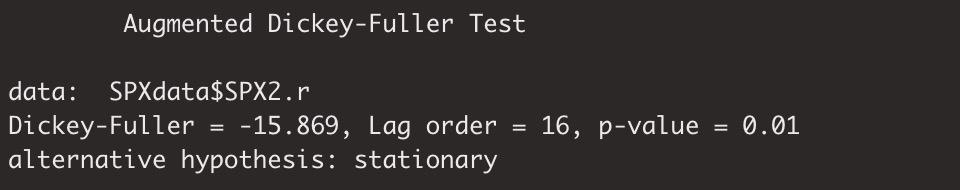 Augmented Dickey-Fuller Test
data:  SPXdata$SPX2.r
Dickey-Fuller = -15.869, Lag order = 16, p-value = 0.01
alternative hypothesis: stationary